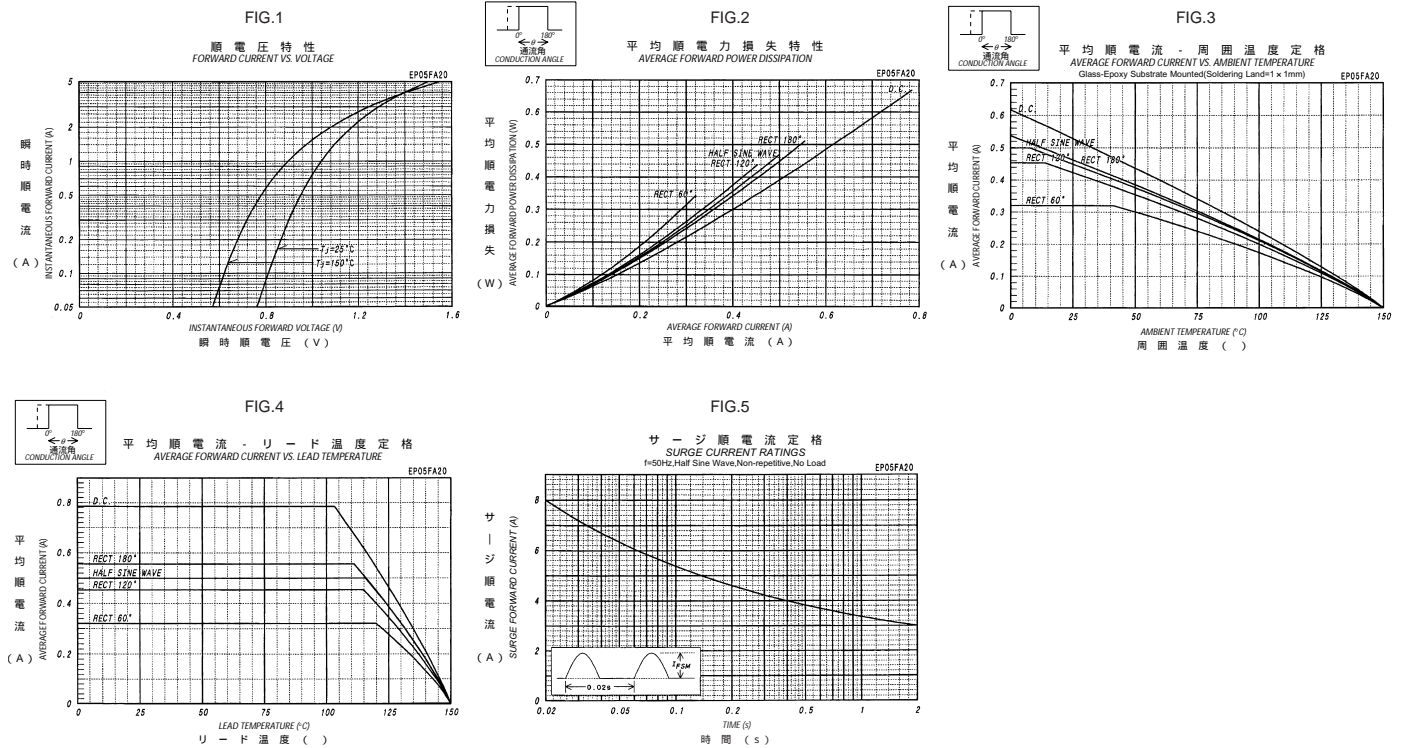 FIG.1
順電圧特性
FORWARD CURRENT VS. VOLTAGE
EP05FA20
瞬時順電流 (A)
INSTANTANEOUS FORWARD CURRENT (A)
5
2
1
0.5
0.2
0.1
0.05
Tj=25°C
Tj=150°C
0 0.4 0.8 1.2 1.6
INSTANTANEOUS FORWARD VOLTAGE (V)
瞬時順電圧 (V)
FIG.2
0° 180°
θ
通流角
CONDUCTION ANGLE
平均順電力損失特性
AVERAGE FORWARD POWER DISSIPATION
EP05FA20
平均順電力損失 (W)
AVERAGE FORWARD POWER DISSIPATION (W)
0.7
0.6
0.5
0.4
0.3
0.2
0.1
0
D.C.
RECT 180°
HALF SINE WAVE
RECT 120°
RECT 60°
0 0.2 0.4 0.6 0.8
AVERAGE FORWARD CURRENT (A)
平均順電流 (A)
FIG.3
0° 180°
θ
通流角
CONDUCTION ANGLE
平均順電流 - 周囲温度定格
AVERAGE FORWARD CURRENT VS. AMBIENT TEMPERATURE
Glass-Epoxy Substrate Mounted(Soldering Land=1 × 1mm)
EP05FA20
平均順電流 (A)
AVERAGE FORWARD CURRENT (A)
0.7
0.6
0.5
0.4
0.3
0.2
0.1
0
D.C.
HALF SINE WAVE
RECT 120° RECT 180°
RECT 60°
0 25 50 75 100 125 150
AMBIENT TEMPERATURE (°C)
周囲温度 ( )
FIG.4
0° 180°
θ
通流角
CONDUCTION ANGLE
平均順電流 - リード温度定格
AVERAGE FORWARD CURRENT VS. LEAD TEMPERATURE
EP05FA20
平均順電流 (A)
AVERAGE FORWARD CURRENT (A)
0.8
0.6
0.4
0.2
0
D.C.
RECT 180°
HALF SINE WAVE
RECT 120°
RECT 60°
0 25 50 75 100 125 150
LEAD TEMPERATURE (°C)
リード温度 ( )
FIG.5
サージ順電流定格
SURGE CURRENT RATINGS
f=50Hz,Half Sine Wave,Non-repetitive,No Load
EP05FA20
サージ順電流 (A)
SURGE FORWARD CURRENT (A)
8
6
4
2
0
IFSM
0.02s
0.02 0.05 0.1 0.2 0.5 1 2
TIME (s)
時間 (s)